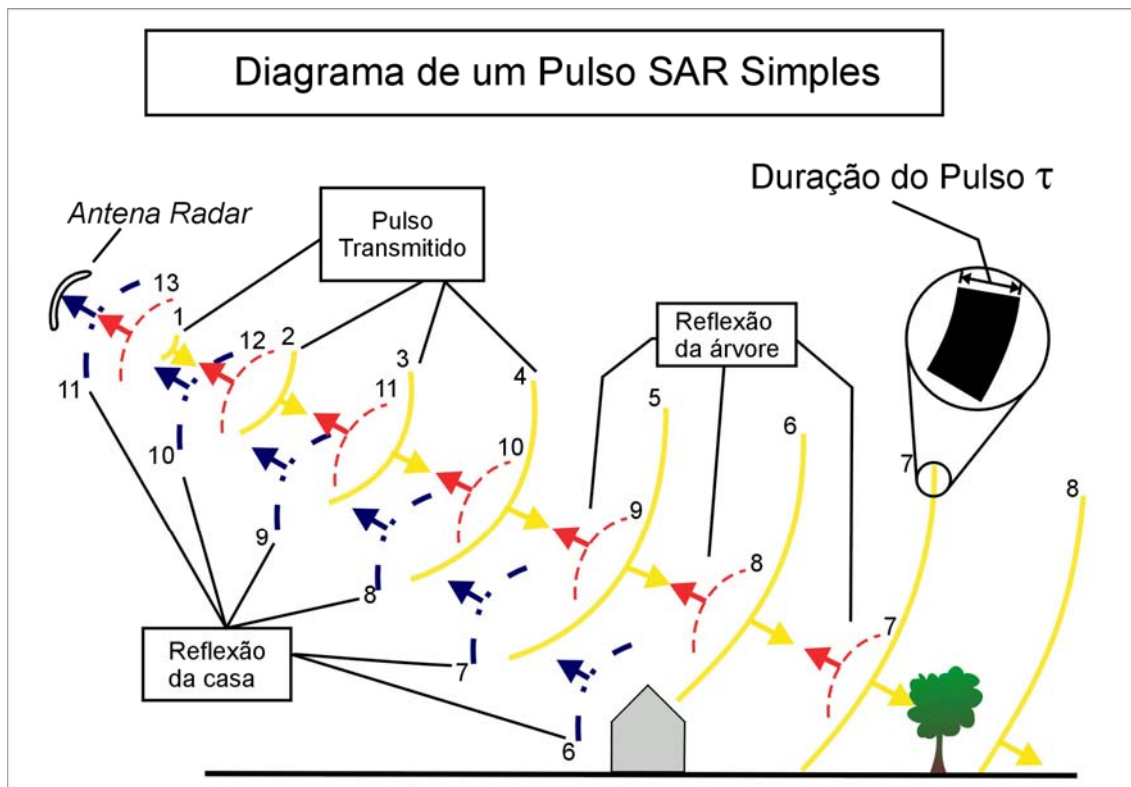 Diagrama de um Pulso SAR Simples
Duração do Pulso τ
Antena Radar
Pulso
Transmitido
Reflexão
da árvore
13
1
12
2
3
11
4
10
5
9
6
8
7
7
8
11
10
9
8
7
6
Reflexão
da casa